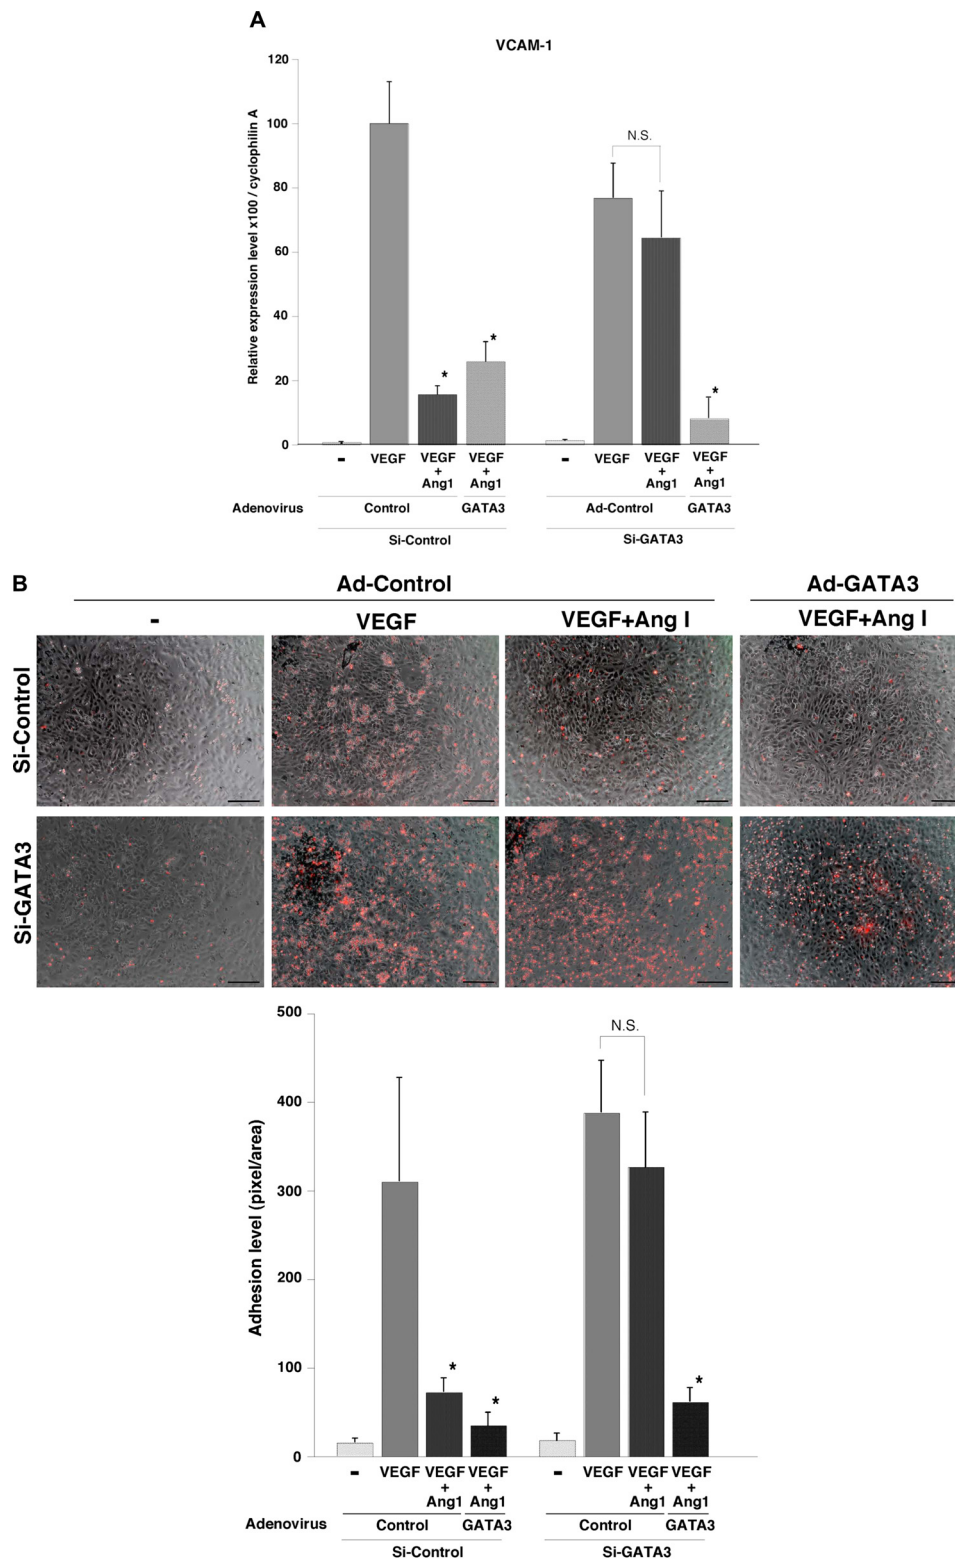 A
VCAM-1
Relative expression level x100 / cyclophilin A
120
100
80
60
40
20
0
N.S.
*
*
*
- VEGF VEGF + Ang1 VEGF + Ang1 - VEGF VEGF + Ang1 VEGF + Ang1
Adenovirus Control GATA3 Ad-Control GATA3
Si-Control Si-GATA3
B
Ad-Control Ad-GATA3
- VEGF VEGF+Ang I VEGF+Ang I
Si-Control
Si-GATA3
Adhesion level (pixel/area)
500
400
300
200
100
0
N.S.
*
*
*
- VEGF VEGF + Ang1 VEGF + Ang1 - VEGF VEGF + Ang1 VEGF + Ang1
Adenovirus Control GATA3 Control GATA3
Si-Control Si-GATA3